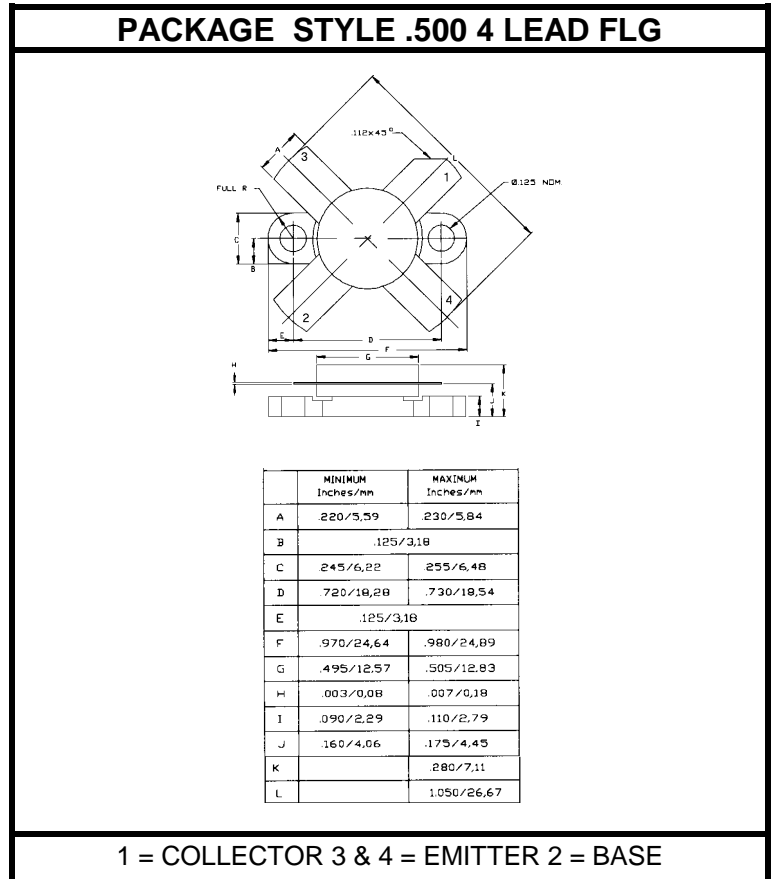 PACKAGE STYLE .500 4 LEAD FLG
.112x45°
A
3
L
1
FULL R
Ø.125 NOM.
C
B
2
4
E
D
F
G
H
K
J
I
MINIMUM MAXIMUM
Inches/mm Inches/mm
A .220/5,59 .230/5,84
B .125/3,18
C .245/6,22 .255/6,48
D .720/18,28 .730/18,54
E .125/3,18
F .970/24,64 .980/24,89
G .495/12,57 .505/12,83
H .003/0,08 .007/0,18
I .090/2,29 .110/2,79
J .160/4,06 .175/4,45
K .280/7,11
L 1.050/26,67
1 = COLLECTOR 3 & 4 = EMITTER 2 = BASE